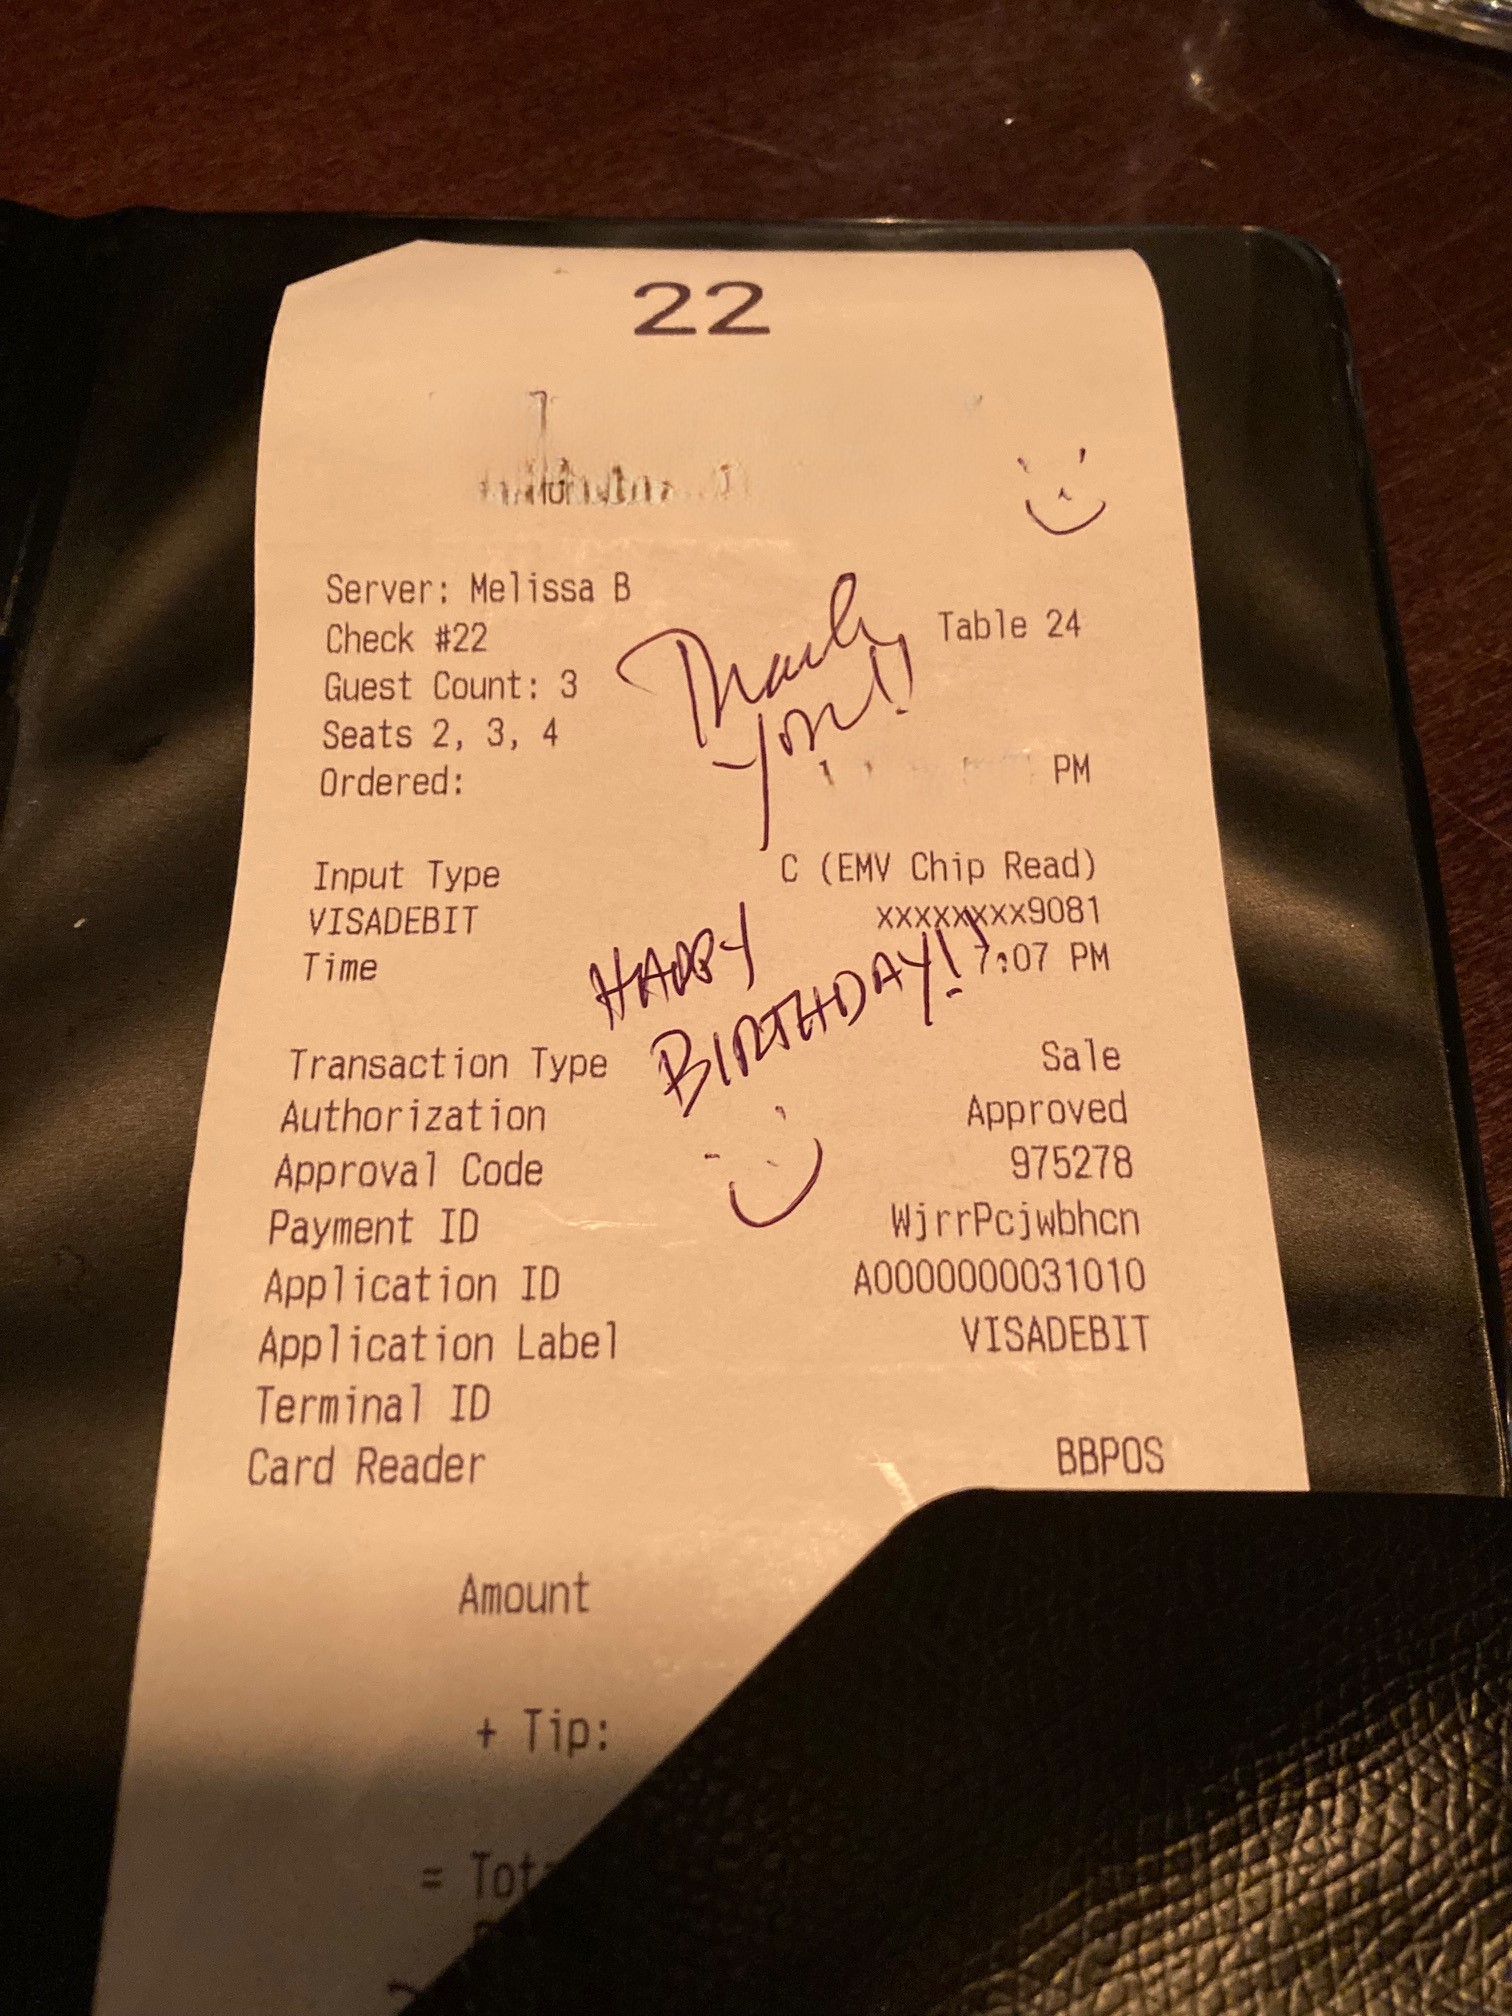 22
Server: Melissa B
Check #22
Table 24
Guest Count: 3
Thank
Seats 2, 3, 4
you!!
Ordered: PM
Input Type C (EMV Chip Read)
VISADEBIT xxxxxxxx9081
Time 7:07 PM
HAPPY
BIRTHDAY!!
Transaction Type Sale
Authorization Approved
Approval Code 975278
Payment ID WjrrPcjwbhcn
Application ID A0000000031010
Application Label VISADEBIT
Terminal ID
Card Reader BBPOS
Amount
+ Tip:
=